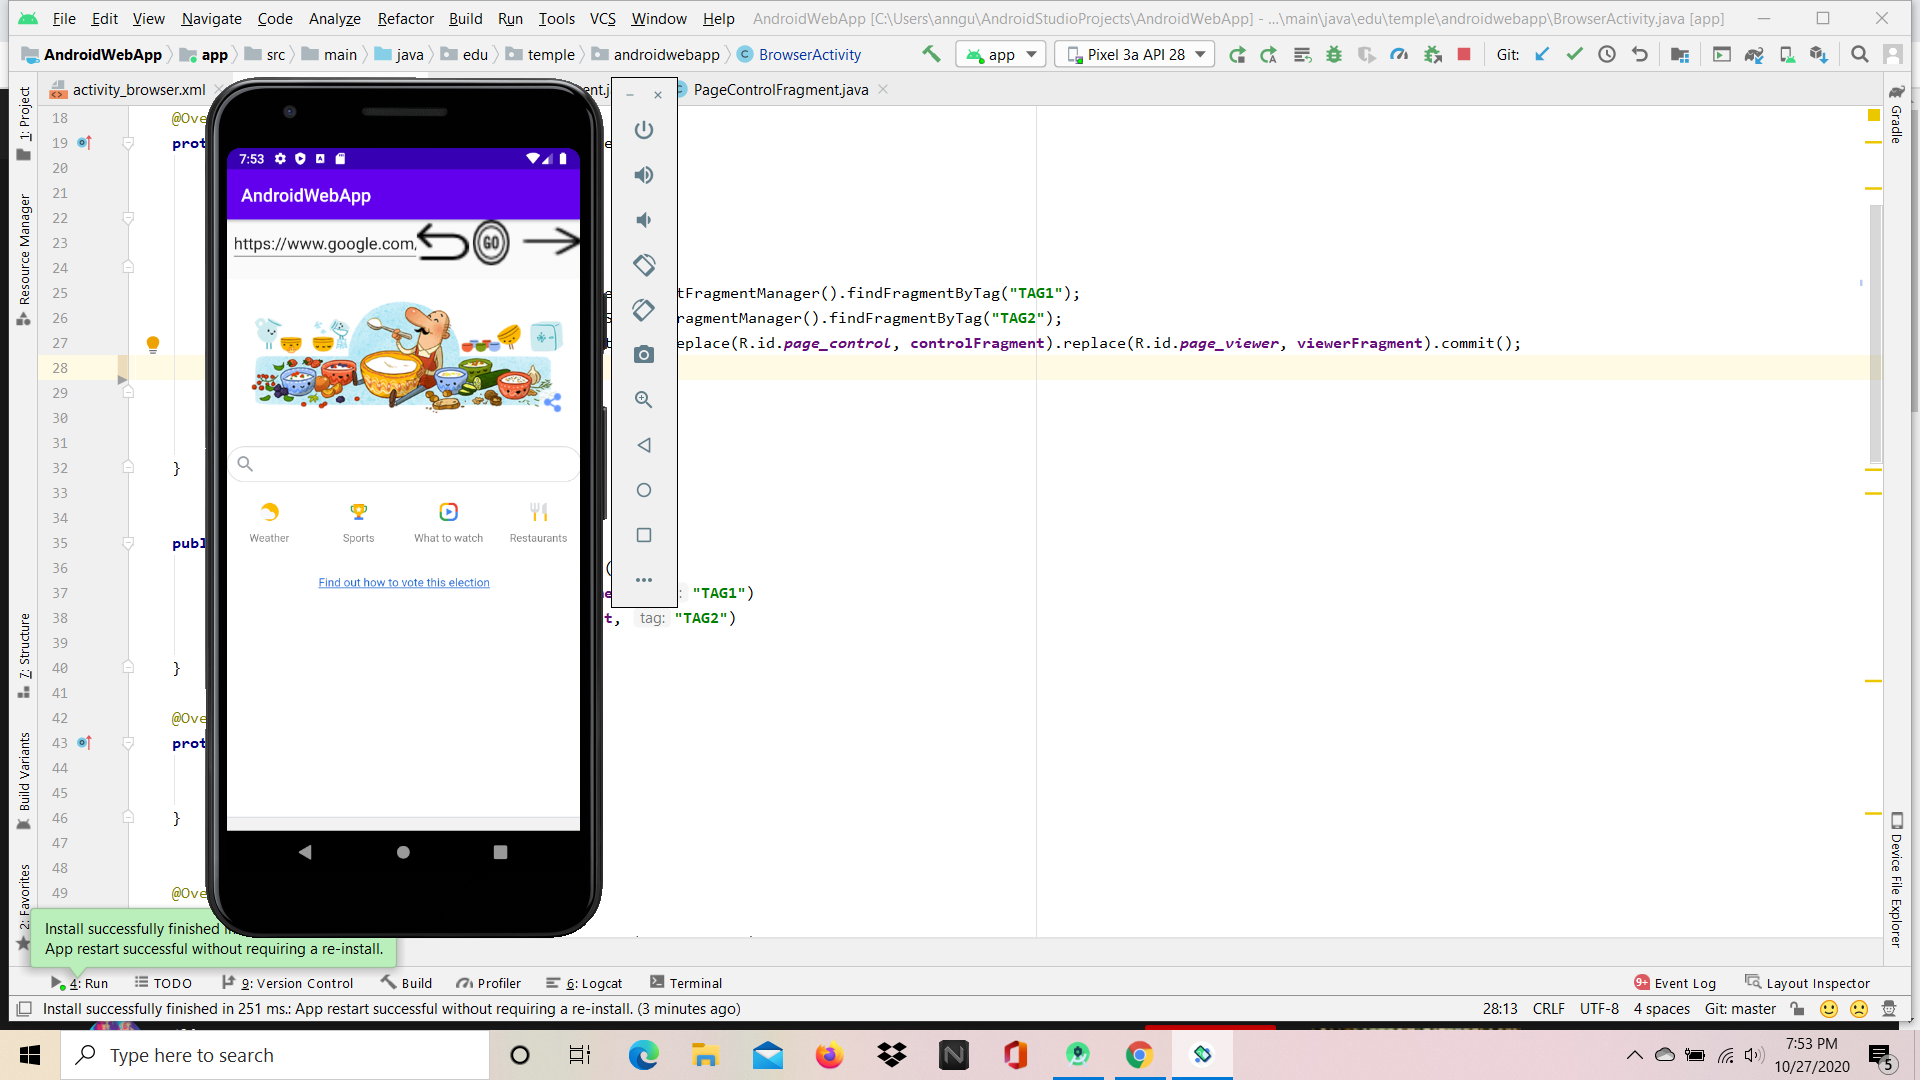 File Edit View Navigate Code Analyze Refactor Build Run Tools VCS Window Help AndroidWebApp [C:\Users\anngu\AndroidStudioProjects\AndroidWebApp] - ...\main\java\edu\temple\androidwebapp\BrowserActivity.java [app]
AndroidWebApp app src main java edu temple androidwebapp BrowserActivity app Pixel 3a API 28 Git:
activity_browser.xml nt.j PageControlFragment.java
1: Project
Resource Manager
7: Structure
Build Variants
2: Favorites
Gradle
Device File Explorer
18 @Ove
19 prot e
20
21
22
23
24
25 e tFragmentManager().findFragmentByTag("TAG1");
26 S ragmentManager().findFragmentByTag("TAG2");
27 t eplace(R.id.page_control, controlFragment).replace(R.id.page_viewer, viewerFragment).commit();
28
29
30
31
32 }
33
34
35 publ
36 (
37 ne : "TAG1")
38 t, tag: "TAG2")
39
40 }
41
42 @Ove
43 prot
44
45
46 }
47
48
49 @Ove
7:53
AndroidWebApp
https://www.google.com/
GO
Weather Sports What to watch Restaurants
Find out how to vote this election
Install successfully finished in
App restart successful without requiring a re-install.
4: Run TODO 9: Version Control Build Profiler 6: Logcat Terminal 9+ Event Log Layout Inspector
Install successfully finished in 251 ms.: App restart successful without requiring a re-install. (3 minutes ago) 28:13 CRLF UTF-8 4 spaces Git: master
Type here to search
7:53 PM
10/27/2020
5